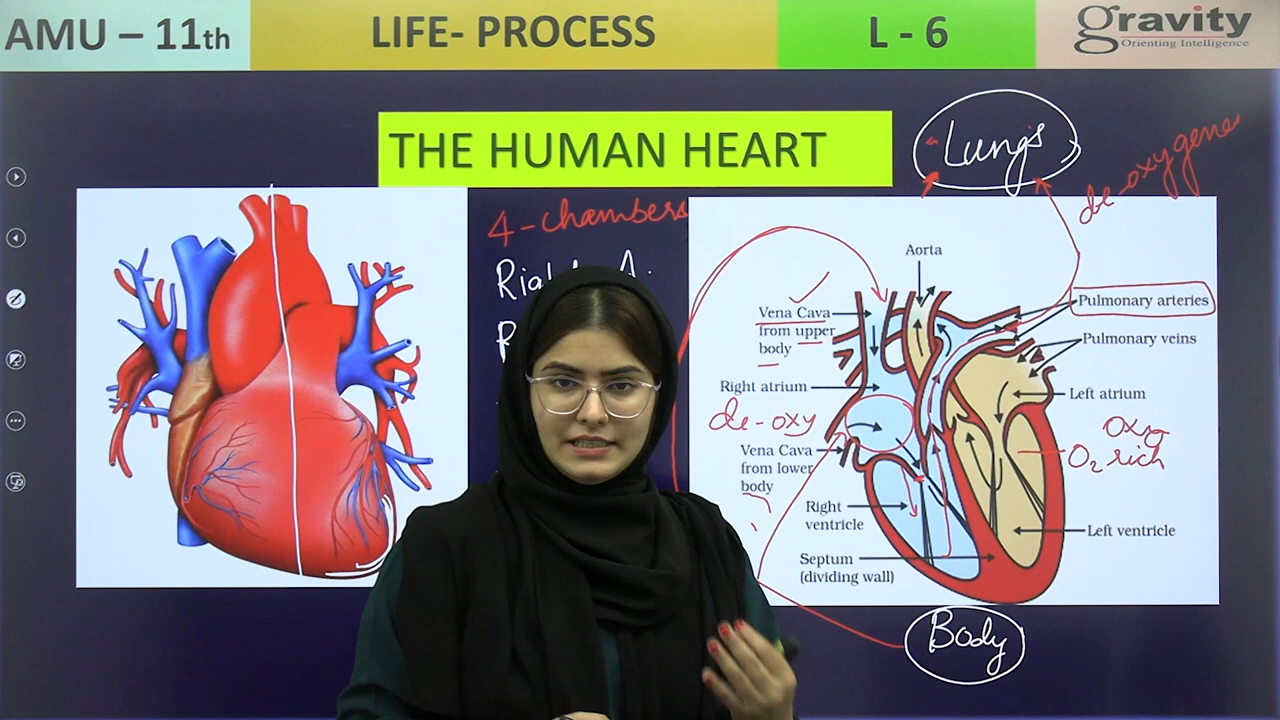 AMU – 11th
LIFE- PROCESS
L - 6
gravity
Orienting Intelligence
THE HUMAN HEART
Lungs
de-oxygene
4-chambers
Aorta
Vena Cava
from upper
body
Pulmonary arteries
Pulmonary veins
Right atrium
Left atrium
de-oxy
Oxy
O₂ rich
Vena Cava
from lower
body
Right
ventricle
Left ventricle
Septum
(dividing wall)
Body